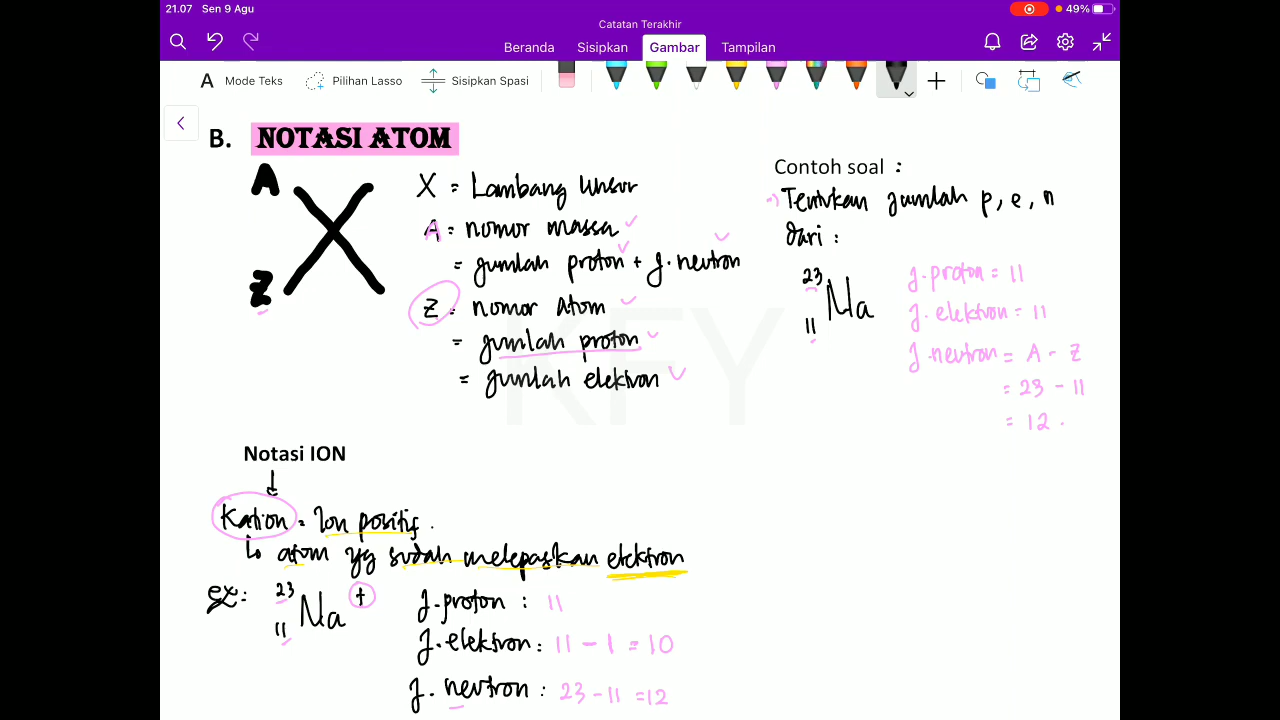 21.07 Sen 9 Agu
49%
Catatan Terakhir
Beranda Sisipkan Gambar Tampilan
A Mode Teks Pilihan Lasso Sisipkan Spasi
B. NOTASI ATOM
A
X
Z
X = Lambang Unsur
A = nomor massa
= jumlah proton + j. neutron
Z = nomor Atom
= jumlah proton
= jumlah elektron
KFY
Contoh soal :
Tentukan jumlah p, e, n
dari :
23
11 Na
j. proton = 11
j. elektron = 11
j. neutron = A - Z
= 23 - 11
= 12 .
Notasi ION
Kation = Ion positif .
atom yg sudah melepaskan elektron
ex: 23
11 Na +
j. proton : 11
j. elektron : 11 - 1 = 10
j. neutron : 23 - 11 = 12